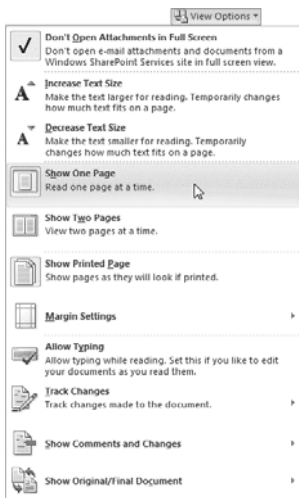 View Options
Don't Open Attachments in Full Screen
Don't open e-mail attachments and documents from a
Windows SharePoint Services site in full screen view.
Increase Text Size
Make the text larger for reading. Temporarily changes
how much text fits on a page.
Decrease Text Size
Make the text smaller for reading. Temporarily
changes how much text fits on a page.
Show One Page
Read one page at a time.
Show Two Pages
View two pages at a time.
Show Printed Page
Show pages as they will look if printed.
Margin Settings
Allow Typing
Allow typing while reading. Set this if you like to edit
your documents as you read them.
Track Changes
Track changes made to the document.
Show Comments and Changes
Show Original/Final Document